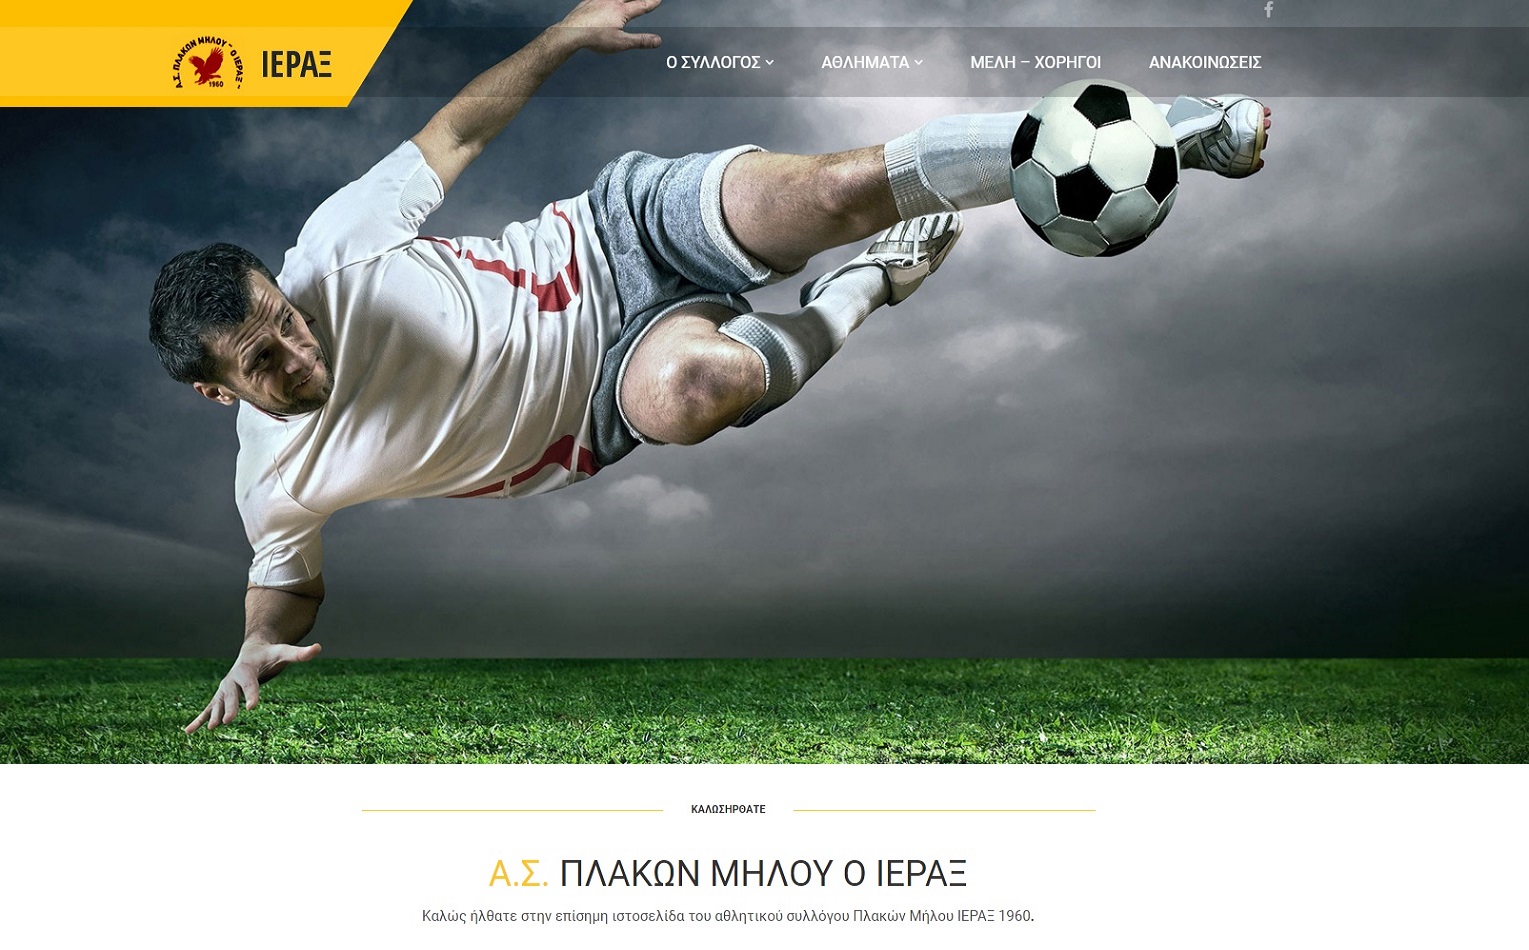 Α.Σ. ΠΛΑΚΩΝ ΜΗΛΟΥ - Ο ΙΕΡΑΞ -
1960
ΙΕΡΑΞ
Ο ΣΥΛΛΟΓΟΣ ΑΘΛΗΜΑΤΑ ΜΕΛΗ – ΧΟΡΗΓΟΙ ΑΝΑΚΟΙΝΩΣΕΙΣ
ΚΑΛΩΣΗΡΘΑΤΕ
Α.Σ. ΠΛΑΚΩΝ ΜΗΛΟΥ Ο ΙΕΡΑΞ
Καλώς ήλθατε στην επίσημη ιστοσελίδα του αθλητικού συλλόγου Πλακών Μήλου ΙΕΡΑΞ 1960.